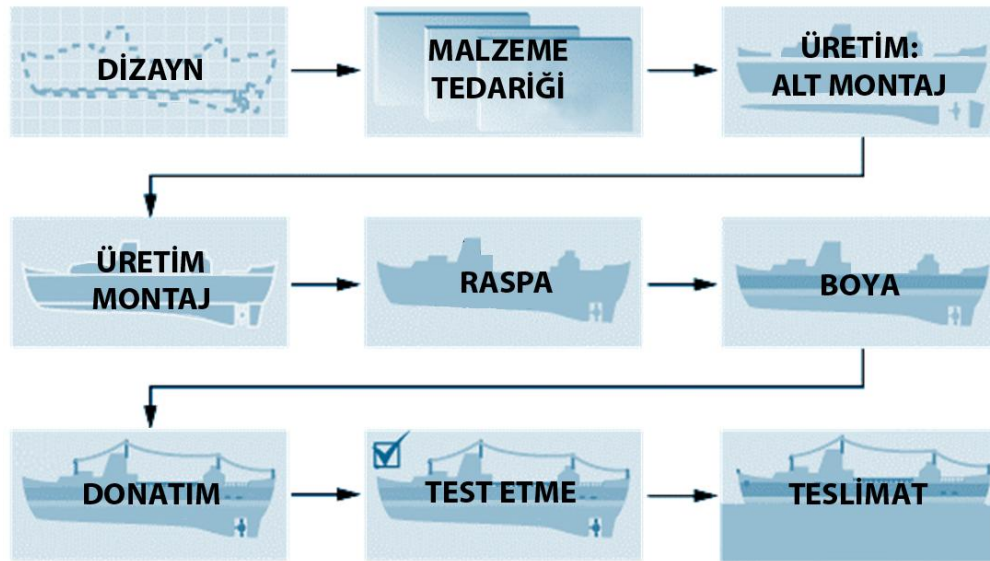 DİZAYN
MALZEME
TEDARİĞİ
ÜRETİM:
ALT MONTAJ
ÜRETİM
MONTAJ
RASPA
BOYA
DONATIM
TEST ETME
TESLİMAT